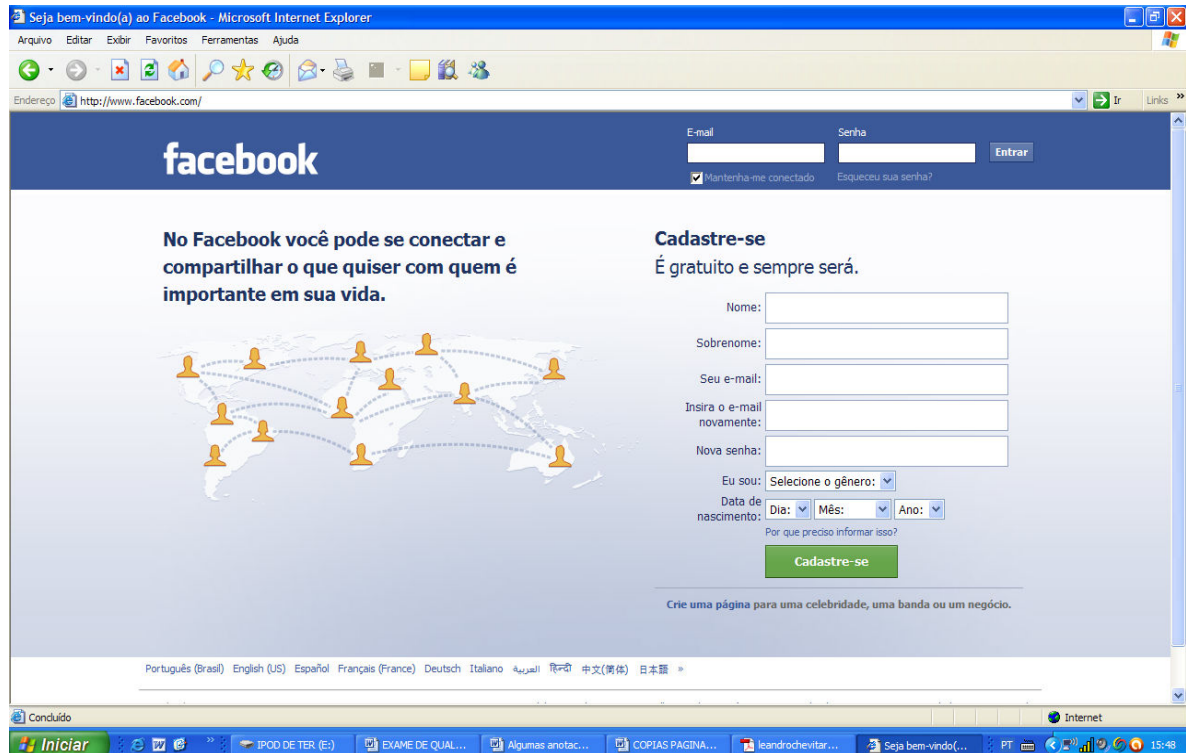 Seja bem-vindo(a) ao Facebook - Microsoft Internet Explorer
Arquivo Editar Exibir Favoritos Ferramentas Ajuda
Endereço http://www.facebook.com/ Ir Links »
facebook
E-mail Senha
Entrar
Mantenha-me conectado Esqueceu sua senha?
No Facebook você pode se conectar e
compartilhar o que quiser com quem é
importante em sua vida.
Cadastre-se
É gratuito e sempre será.
Nome:
Sobrenome:
Seu e-mail:
Insira o e-mail
novamente:
Nova senha:
Eu sou: Selecione o gênero:
Data de
nascimento: Dia: Mês: Ano:
Por que preciso informar isso?
Cadastre-se
Crie uma página para uma celebridade, uma banda ou um negócio.
Português (Brasil) English (US) Español Français (France) Deutsch Italiano العربية हिन्दी 中文(简体) 日本語 »
Concluído Internet
Iniciar » IPOD DE TER (E:) EXAME DE QUAL... Algumas anotac... COPIAS PAGINA... leandrochevitar... Seja bem-vindo(... PT 15:48